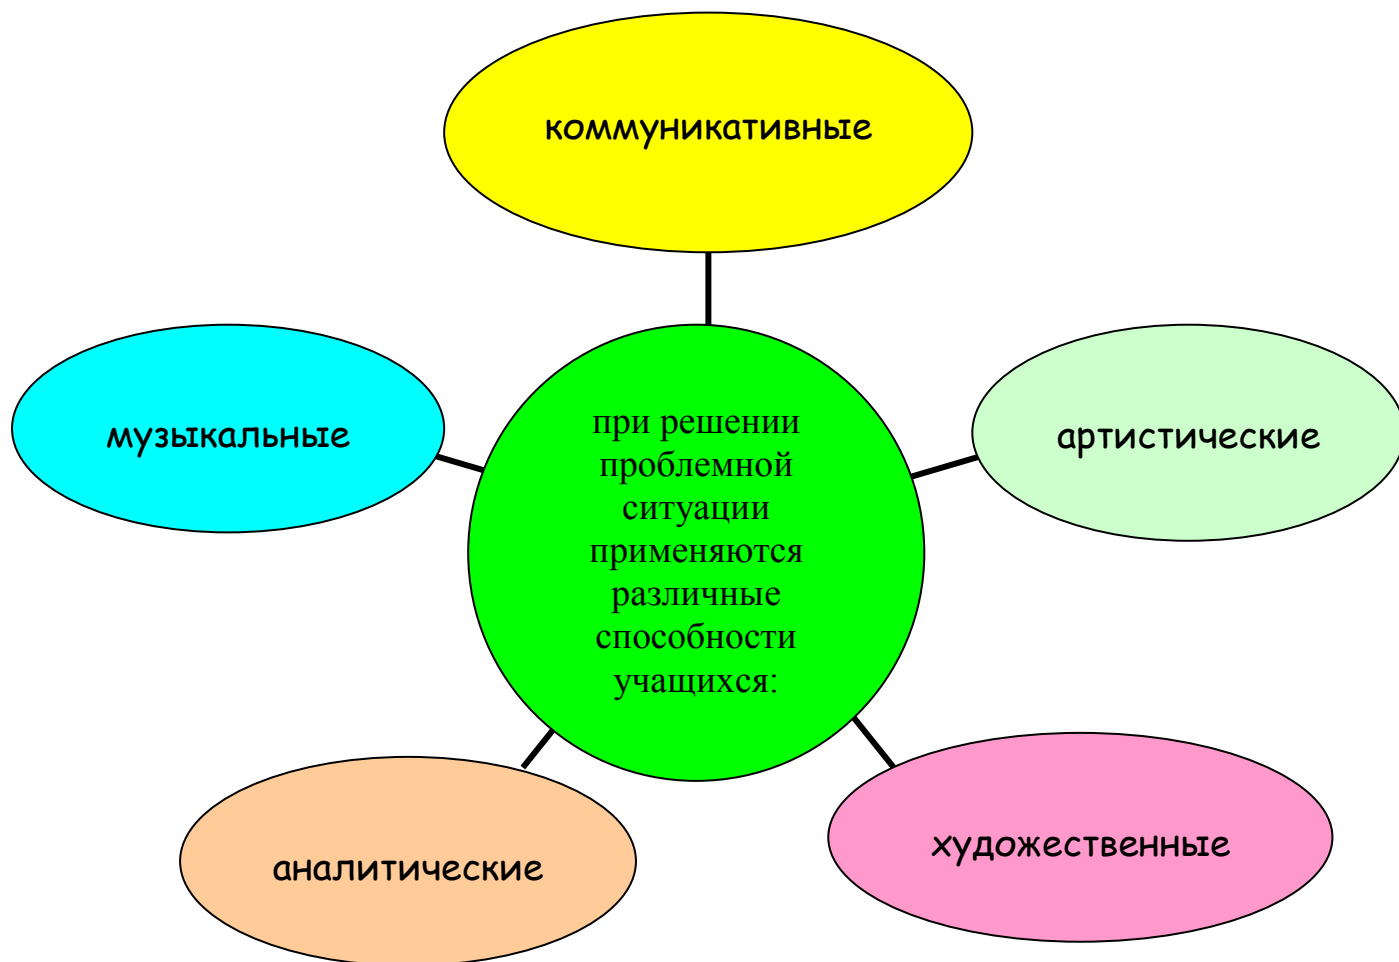 коммуникативные
музыкальные
артистические
при решении
проблемной
ситуации
применяются
различные
способности
учащихся:
аналитические
художественные